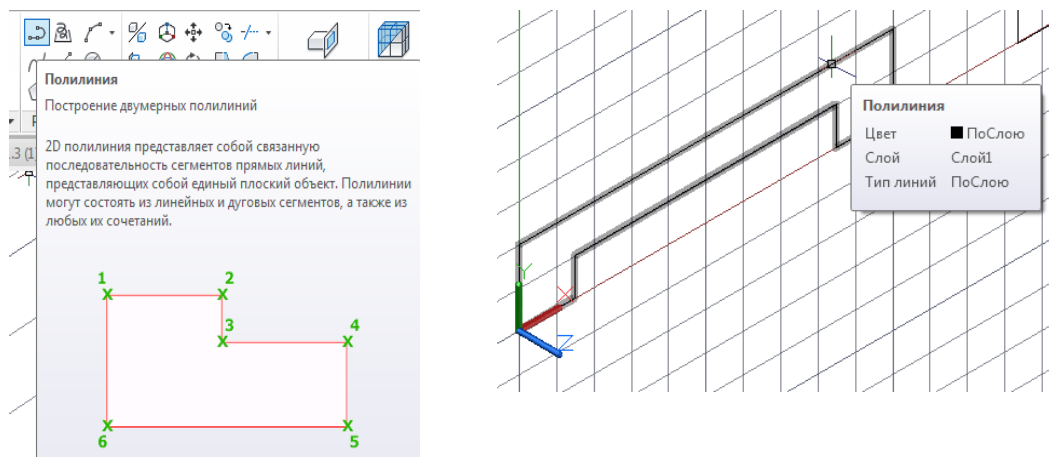 Полилиния
Построение двумерных полилиний
.3 (1)
2D полилиния представляет собой связанную
последовательность сегментов прямых линий,
представляющих собой единый плоский объект. Полилинии
могут состоять из линейных и дуговых сегментов, а также из
любых их сочетаний.
1
2
3
4
6
5
Полилиния
Цвет ПоСлою
Слой Слой1
Тип линий ПоСлою
Y
X
Z